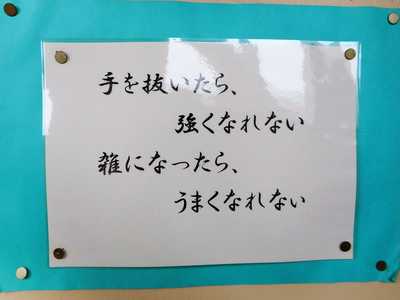 手を抜いたら、
強くなれない
雑になったら、
うまくなれない